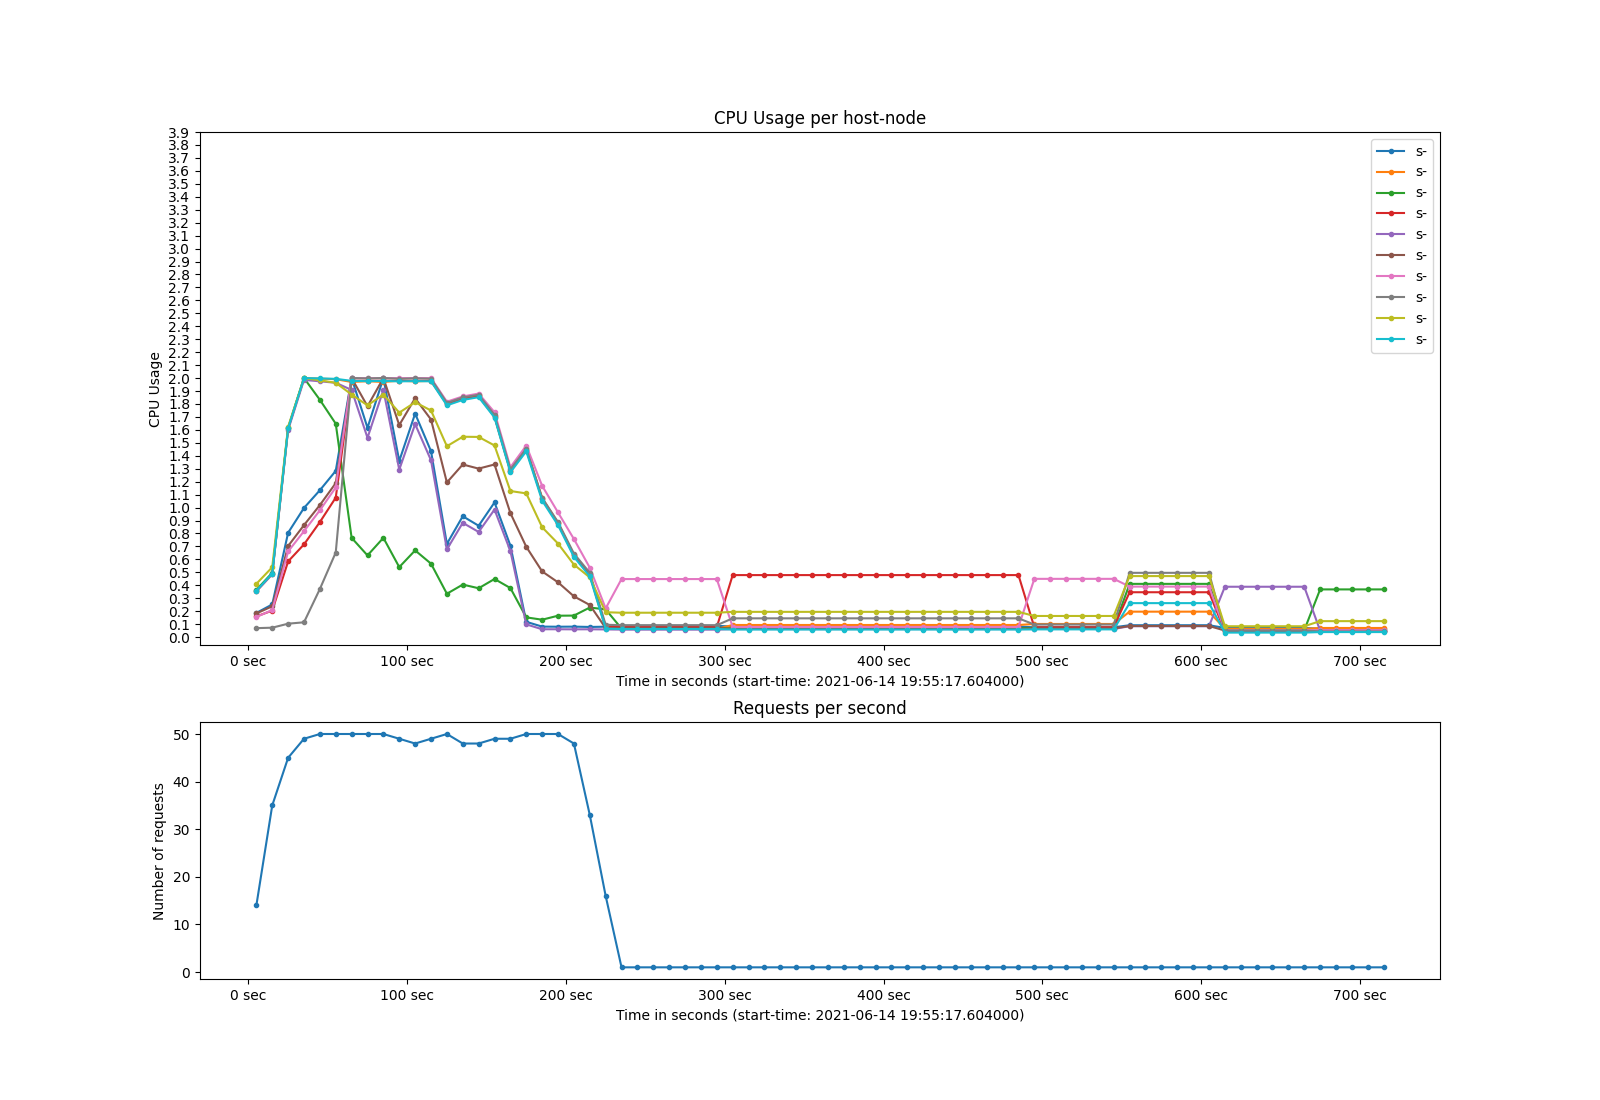 CPU Usage per host-node
3.9
3.8
3.7
3.6
3.5
3.4
3.3
3.2
3.1
3.0
2.9
2.8
2.7
2.6
2.5
2.4
2.3
2.2
2.1
2.0
1.9
1.8
1.7
1.6
1.5
1.4
1.3
1.2
1.1
1.0
0.9
0.8
0.7
0.6
0.5
0.4
0.3
0.2
0.1
0.0
CPU Usage
s-
s-
s-
s-
s-
s-
s-
s-
s-
s-
0 sec 100 sec 200 sec 300 sec 400 sec 500 sec 600 sec 700 sec
Time in seconds (start-time: 2021-06-14 19:55:17.604000)
Requests per second
50
40
30
20
10
0
Number of requests
0 sec 100 sec 200 sec 300 sec 400 sec 500 sec 600 sec 700 sec
Time in seconds (start-time: 2021-06-14 19:55:17.604000)